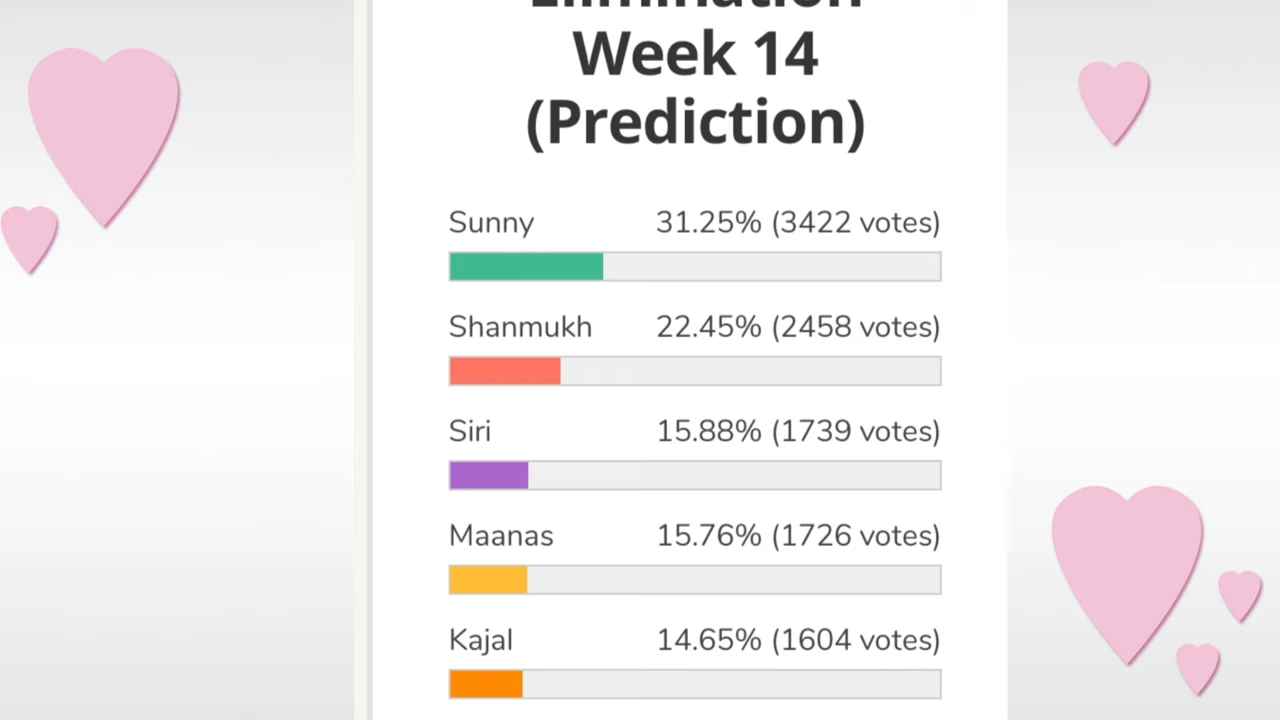 Elimination
Week 14
(Prediction)
Sunny 31.25% (3422 votes)
Shanmukh 22.45% (2458 votes)
Siri 15.88% (1739 votes)
Maanas 15.76% (1726 votes)
Kajal 14.65% (1604 votes)